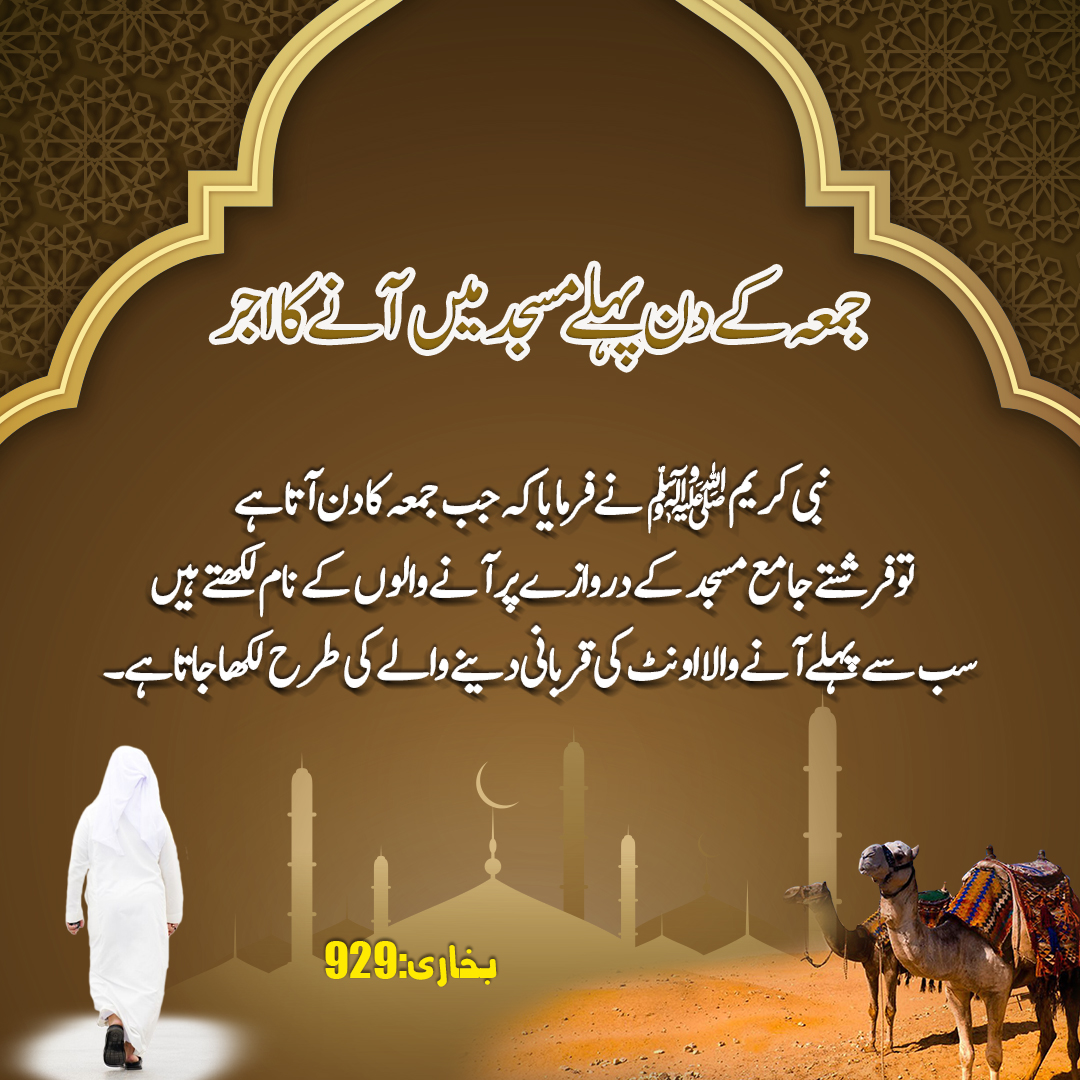 جمعہ کے دن پہلے مسجد میں آنے کا اجر
نبی کریم ﷺ نے فرمایا کہ جب جمعہ کا دن آتا ہے
تو فرشتے جامع مسجد کے دروازے پر آنے والوں کے نام لکھتے ہیں
سب سے پہلے آنے والا اونٹ کی قربانی دینے والے کی طرح لکھا جاتا ہے۔
بخاری:929